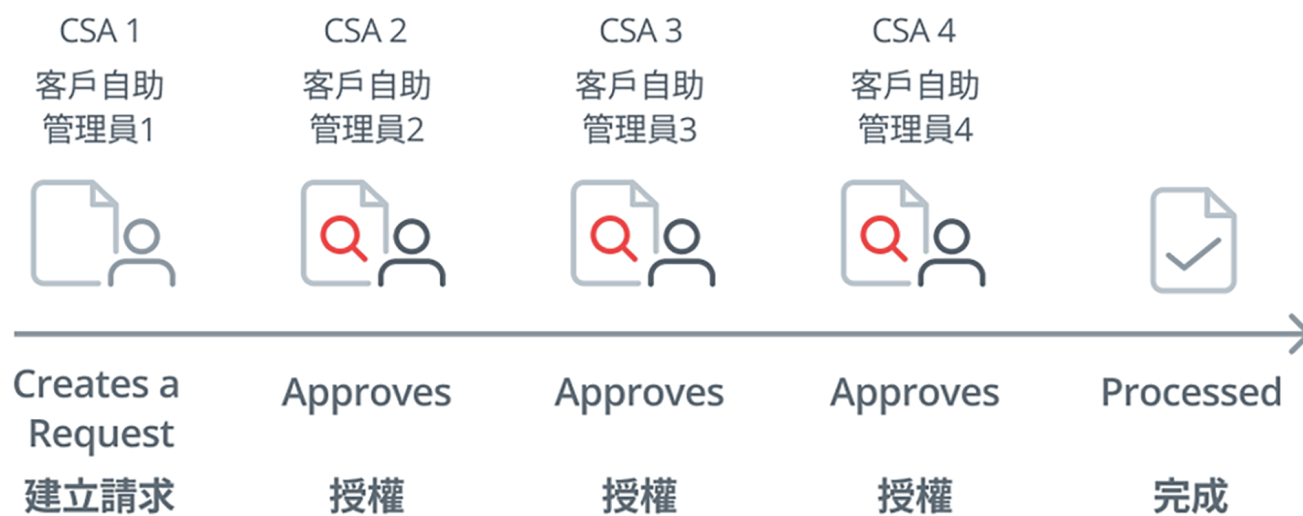 CSA 1
客戶自助
管理員1
CSA 2
客戶自助
管理員2
CSA 3
客戶自助
管理員3
CSA 4
客戶自助
管理員4
Creates a
Request
建立請求
Approves
授權
Approves
授權
Approves
授權
Processed
完成